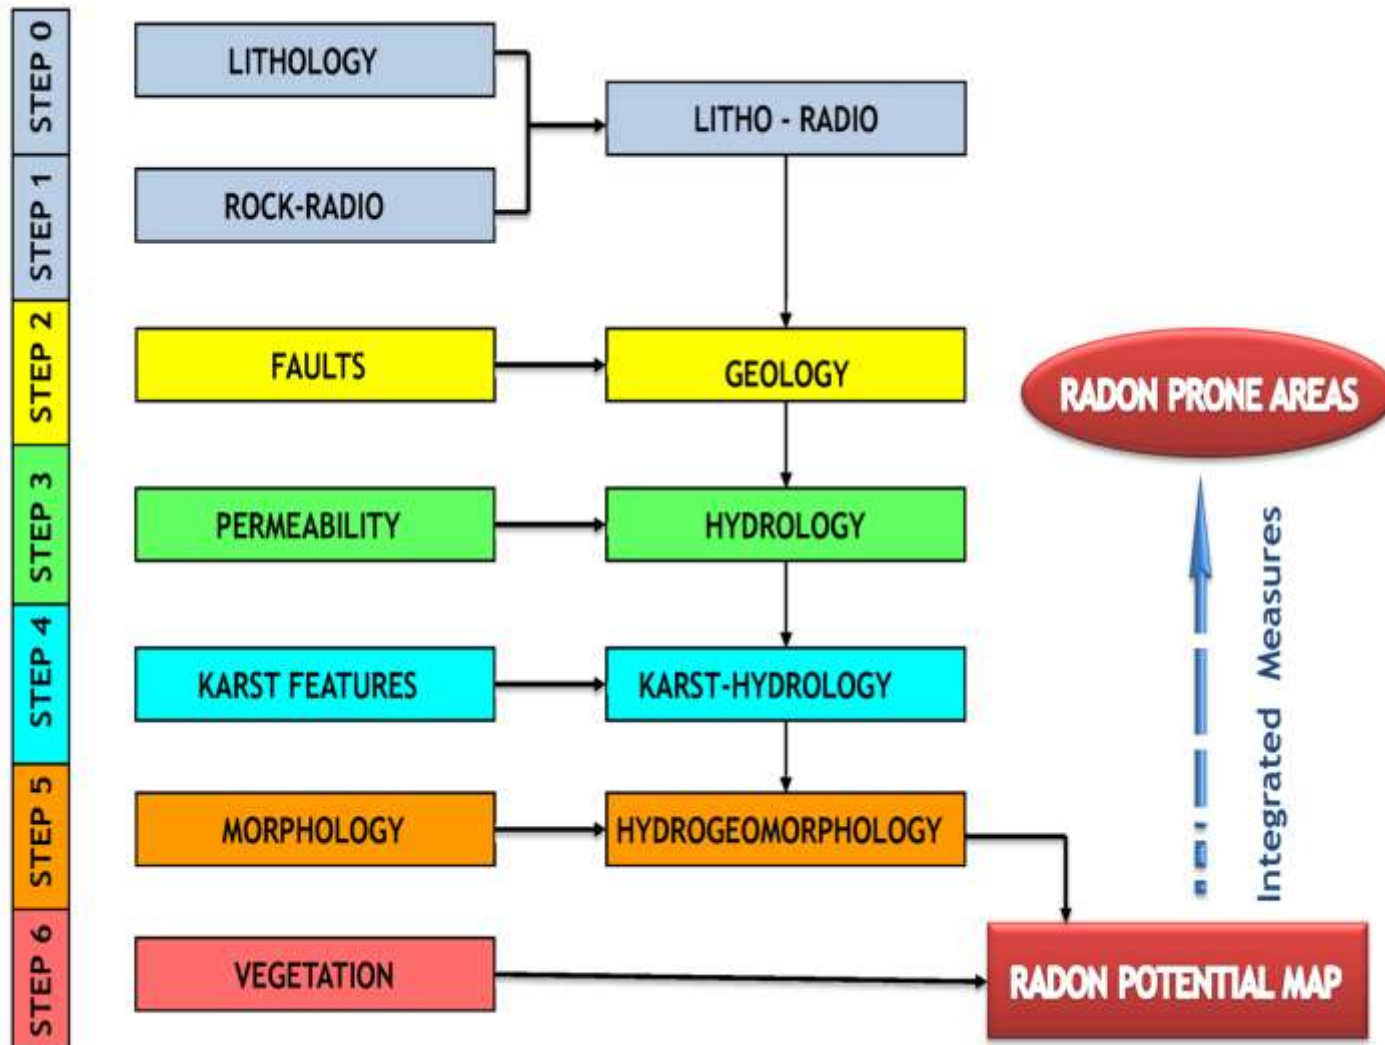 STEP 0
LITHOLOGY
LITHO - RADIO
STEP 1
ROCK-RADIO
STEP 2
FAULTS
GEOLOGY
RADON PRONE AREAS
STEP 3
PERMEABILITY
HYDROLOGY
Integrated Measures
STEP 4
KARST FEATURES
KARST-HYDROLOGY
STEP 5
MORPHOLOGY
HYDROGEOMORPHOLOGY
STEP 6
VEGETATION
RADON POTENTIAL MAP